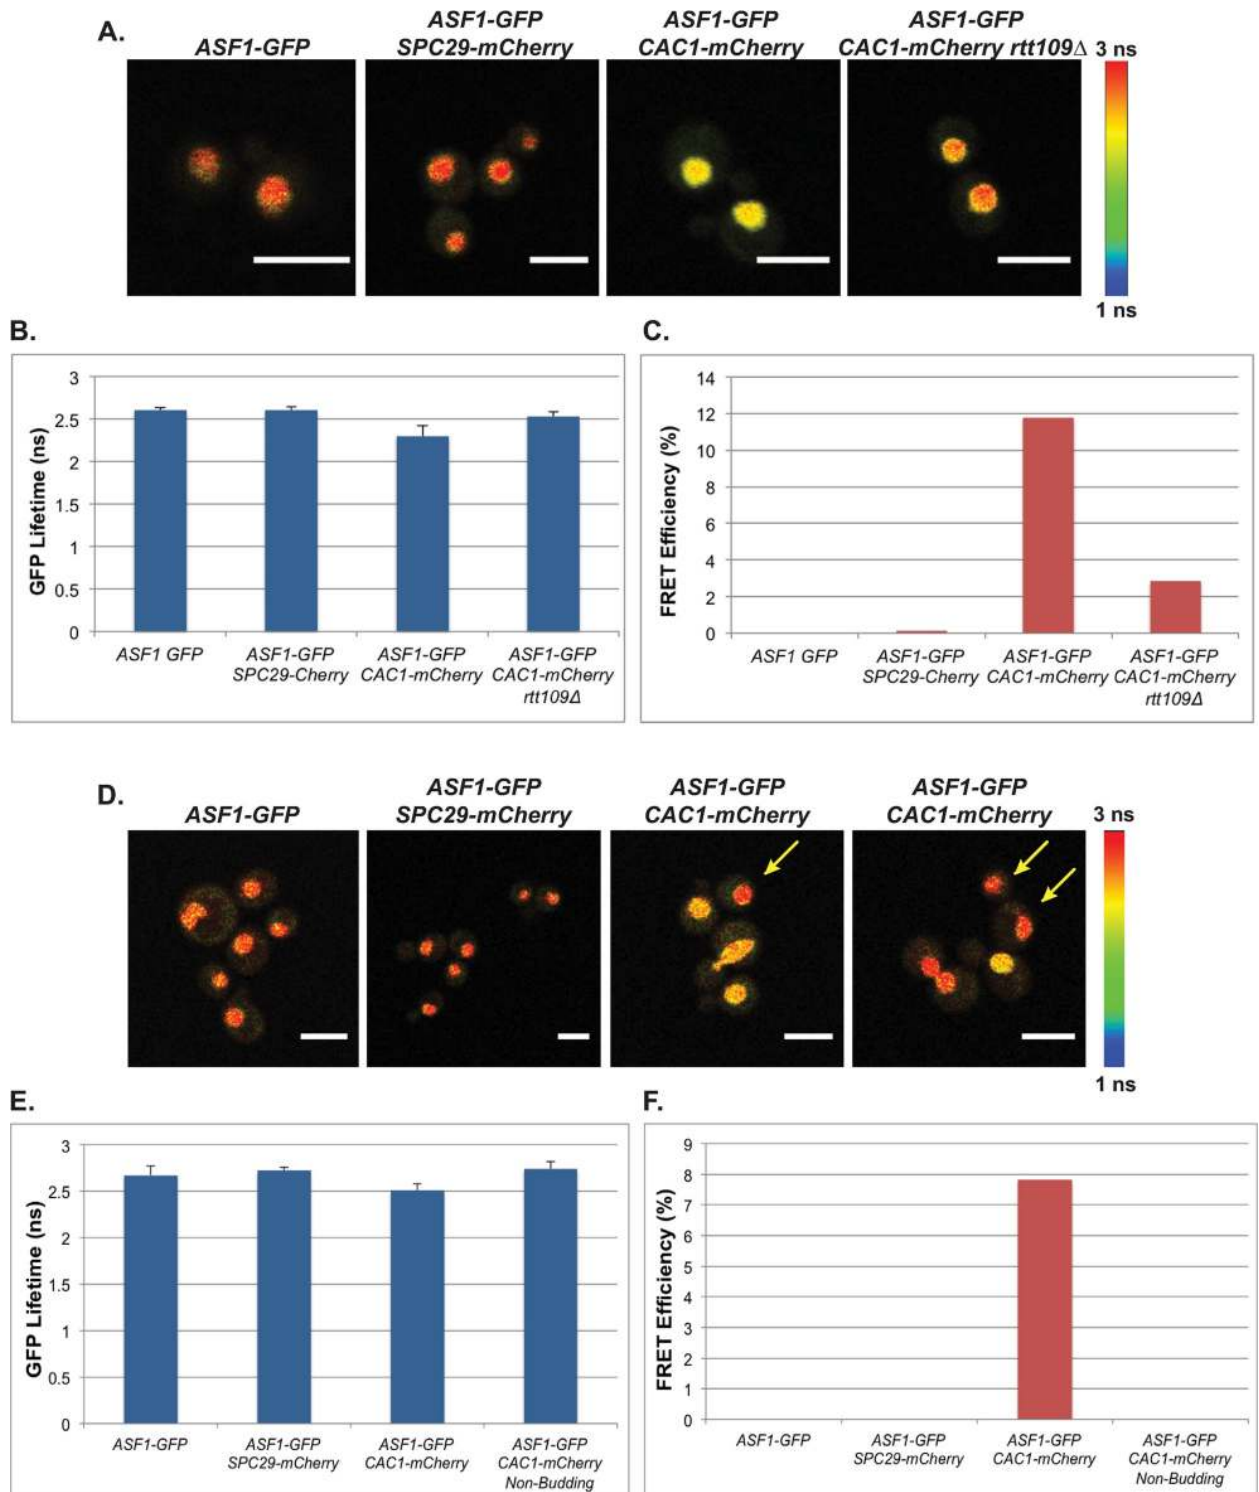 A.
ASF1-GFP
ASF1-GFP
SPC29-mCherry
ASF1-GFP
CAC1-mCherry
ASF1-GFP
CAC1-mCherry rtt109Δ
3 ns
1 ns
B.
3
2.5
2
1.5
1
0.5
0
GFP Lifetime (ns)
ASF1 GFP
ASF1-GFP
SPC29-Cherry
ASF1-GFP
CAC1-mCherry
ASF1-GFP
CAC1-mCherry
rtt109Δ
C.
14
12
10
8
6
4
2
0
FRET Efficiency (%)
ASF1 GFP
ASF1-GFP
SPC29-Cherry
ASF1-GFP
CAC1-mCherry
ASF1-GFP
CAC1-mCherry
rtt109Δ
D.
ASF1-GFP
ASF1-GFP
SPC29-mCherry
ASF1-GFP
CAC1-mCherry
ASF1-GFP
CAC1-mCherry
3 ns
1 ns
E.
3
2.5
2
1.5
1
0.5
0
GFP Lifetime (ns)
ASF1-GFP
ASF1-GFP
SPC29-mCherry
ASF1-GFP
CAC1-mCherry
ASF1-GFP
CAC1-mCherry
Non-Budding
F.
9
8
7
6
5
4
3
2
1
0
FRET Efficiency (%)
ASF1-GFP
ASF1-GFP
SPC29-mCherry
ASF1-GFP
CAC1-mCherry
ASF1-GFP
CAC1-mCherry
Non-Budding